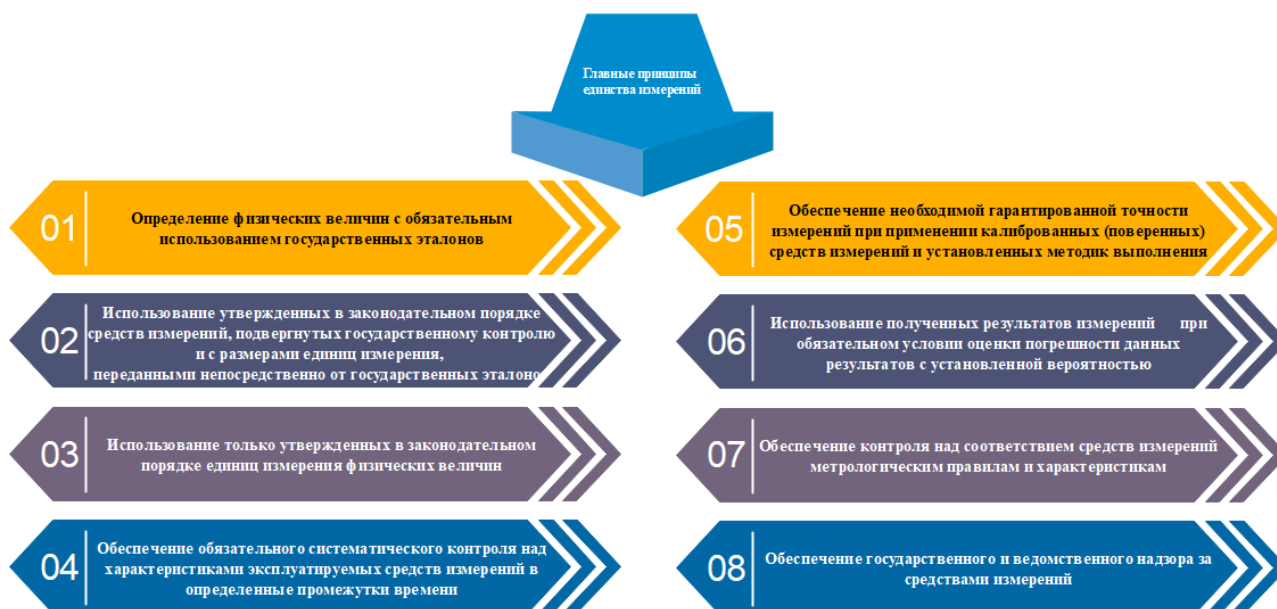 Главные принципы
единства измерений
01
Определение физических величин с обязательным
использованием государственных эталонов
02
Использование утвержденных в законодательном порядке
средств измерений, подвергнутых государственному контролю
и с размерами единиц измерения,
переданными непосредственно от государственных эталоно
03
Использование только утвержденных в законодательном
порядке единиц измерения физических величин
04
Обеспечение обязательного систематического контроля над
характеристиками эксплуатируемых средств измерений в
определенные промежутки времени
05
Обеспечение необходимой гарантированной точности
измерений при применении калиброванных (поверенных)
средств измерений и установленных методик выполнения
06
Использование полученных результатов измерений при
обязательном условии оценки погрешности данных
результатов с установленной вероятностью
07
Обеспечение контроля над соответствием средств измерений
метрологическим правилам и характеристикам
08
Обеспечение государственного и ведомственного надзора за
средствами измерений